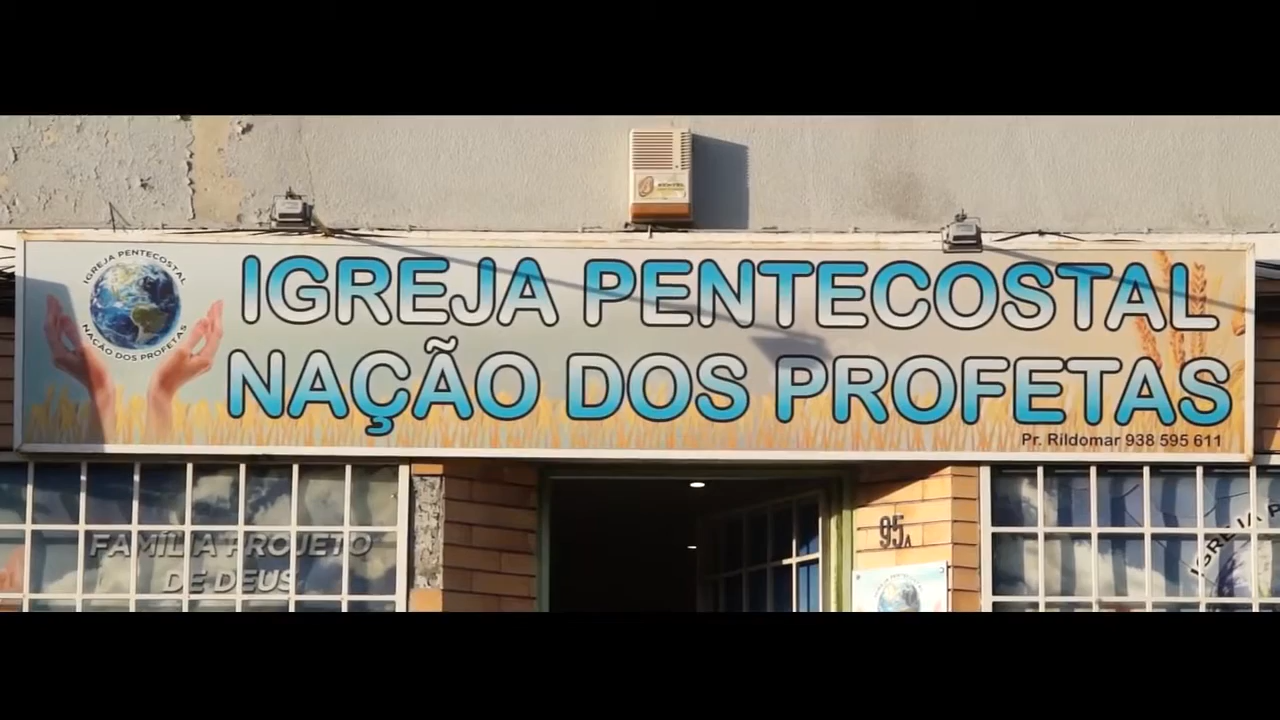 IGREJA PENTECOSTAL
NAÇÃO DOS PROFETAS
IGREJA PENTECOSTAL
NAÇÃO DOS PROFETAS
Pr. Rildomar 938 595 611
FAMÍLIA PROJETO
DE DEUS
95A
IGREJA